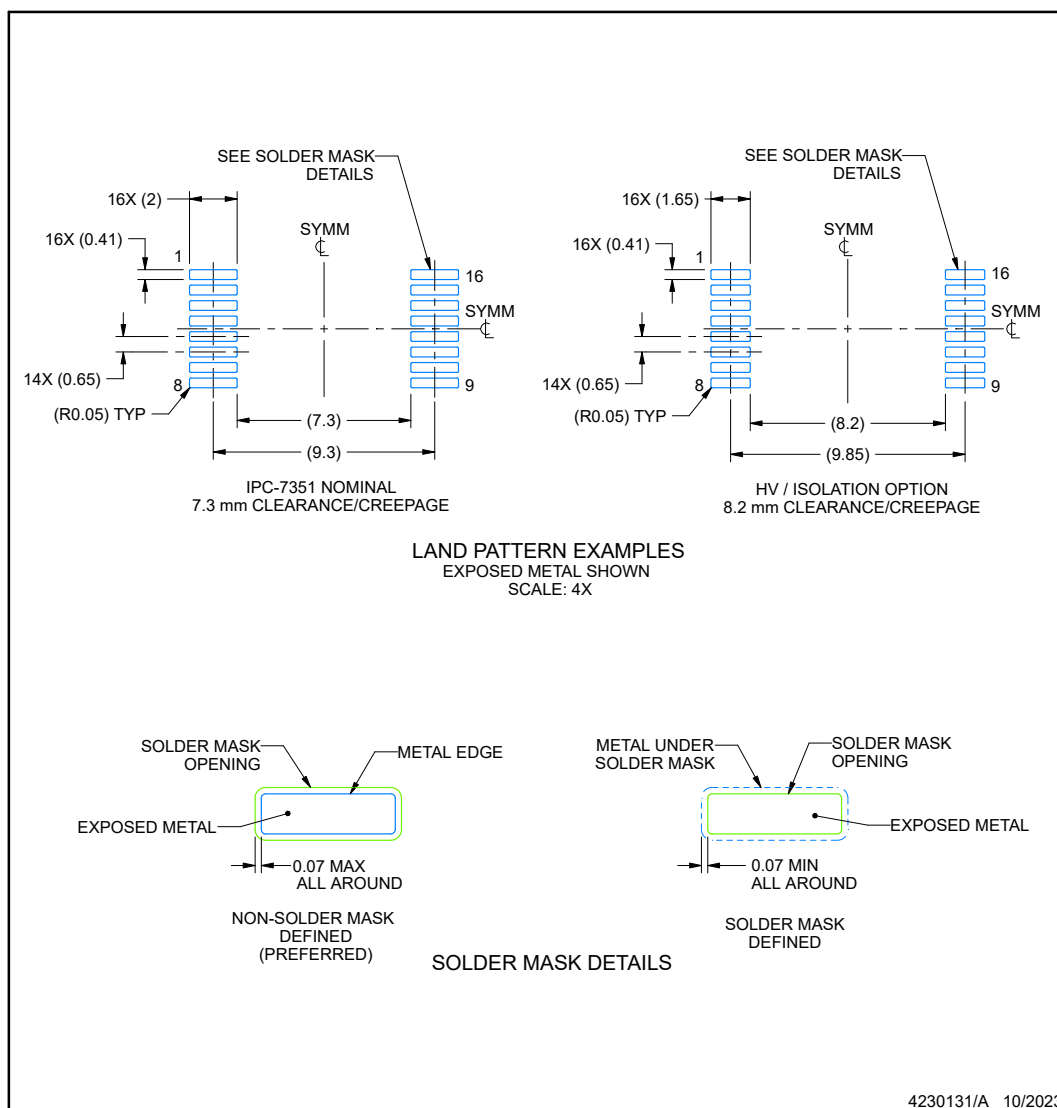 SEE SOLDER MASK
DETAILS
16X (2)
SYMM
℄
16X (0.41)
1
16
SYMM
℄
14X (0.65)
8
9
(R0.05) TYP
(7.3)
(9.3)
IPC-7351 NOMINAL
7.3 mm CLEARANCE/CREEPAGE
SEE SOLDER MASK
DETAILS
16X (1.65)
SYMM
℄
16X (0.41)
1
16
SYMM
℄
14X (0.65)
8
9
(R0.05) TYP
(8.2)
(9.85)
HV / ISOLATION OPTION
8.2 mm CLEARANCE/CREEPAGE
LAND PATTERN EXAMPLES
EXPOSED METAL SHOWN
SCALE: 4X
SOLDER MASK
OPENING
METAL EDGE
EXPOSED METAL
0.07 MAX
ALL AROUND
NON-SOLDER MASK
DEFINED
(PREFERRED)
METAL UNDER
SOLDER MASK
SOLDER MASK
OPENING
EXPOSED METAL
0.07 MIN
ALL AROUND
SOLDER MASK
DEFINED
SOLDER MASK DETAILS
4230131/A 10/2023